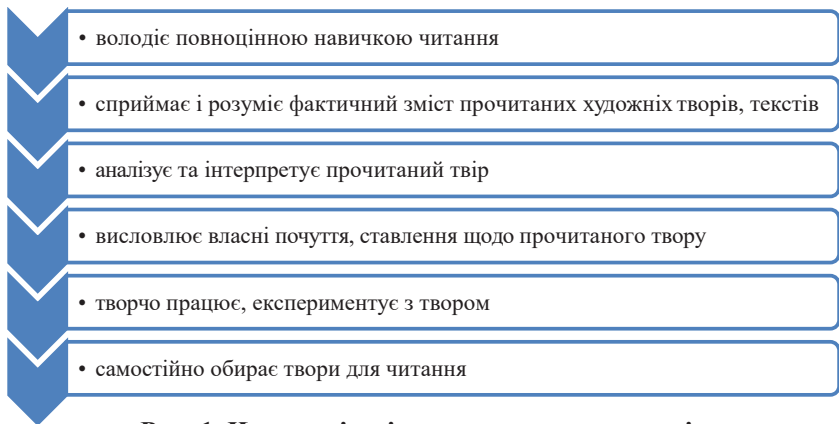 • володіє повноцінною навичкою читання
• сприймає і розуміє фактичний зміст прочитаних художніх творів, текстів
• аналізує та інтерпретує прочитаний твір
• висловлює власні почуття, ставлення щодо прочитаного твору
• творчо працює, експериментує з твором
• самостійно обирає твори для читання